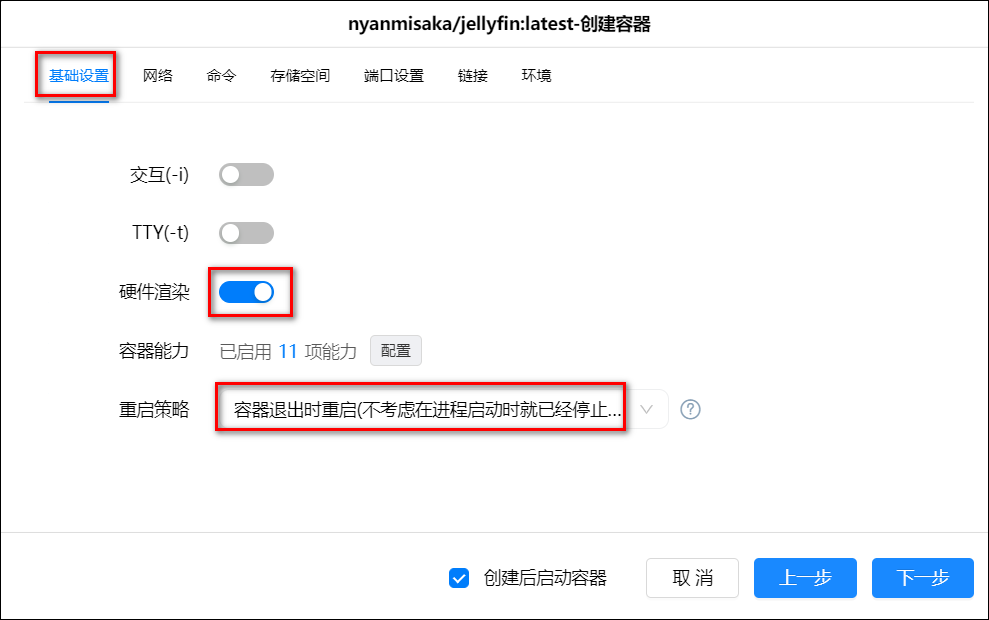 nyanmisaka/jellyfin:latest-创建容器
基础设置 网络 命令 存储空间 端口设置 链接 环境
交互(-i)
TTY(-t)
硬件渲染
容器能力 已启用 11 项能力 配置
重启策略 容器退出时重启(不考虑在进程启动时就已经停止... ?
创建后启动容器 取 消 上一步 下一步